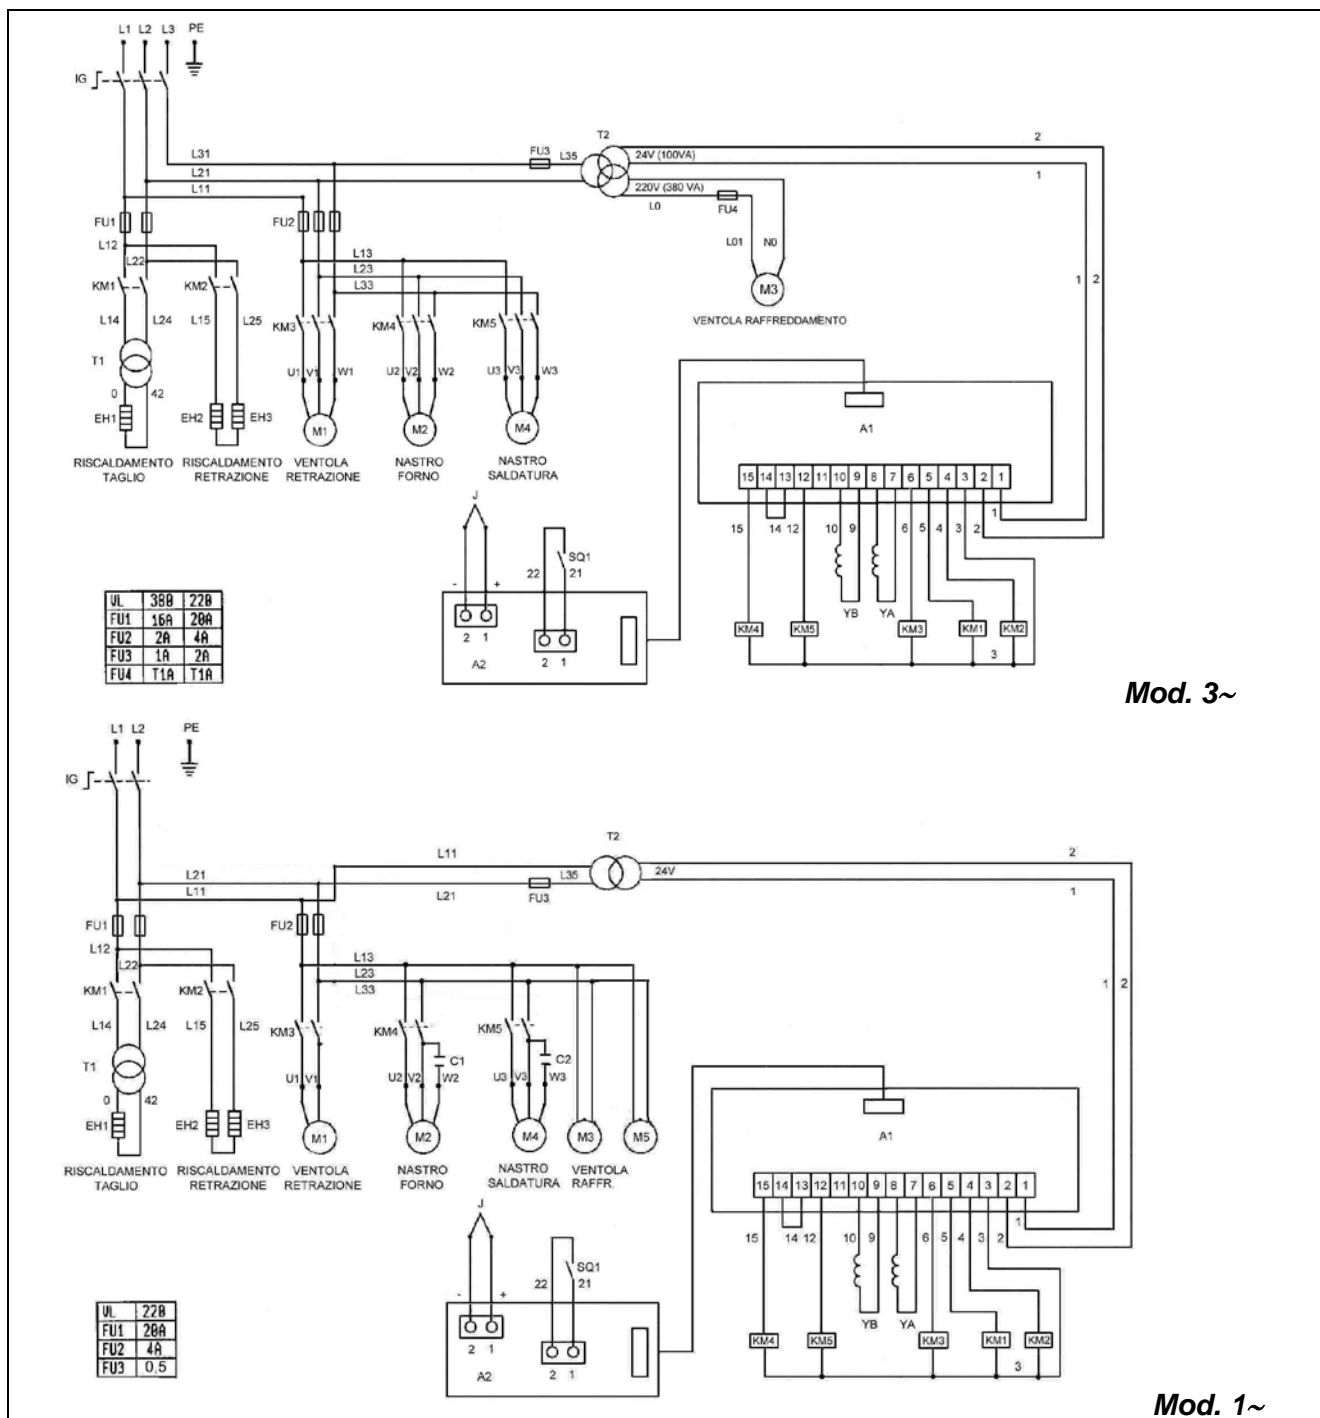 L1 L2 L3 PE
IG
T2
2
FU3 L35 24V (100VA)
L31
1
L21
220V (380 VA)
L11
L0 FU4
FU1 FU2
L12 L01 N0
L13
L22 L23
L33
KM1 KM2 M3
1 2
L14 L24 L15 L25 KM3 KM4 KM5
VENTOLA RAFFREDDAMENTO
T1
U1 V1 W1 U2 V2 W2 U3 V3 W3
0 42
EH1 EH2 EH3
M1 M2 M4
A1
RISCALDAMENTO
TAGLIO
RISCALDAMENTO
RETRAZIONE
VENTOLA
RETRAZIONE
NASTRO
FORNO
NASTRO
SALDATURA
15 14 13 12 11 10 9 8 7 6 5 4 3 2 1
J
1
15 14 12 10 9 6 5 4 3 2
SQ1
22 21
- +
YB YA
2 1
KM4 KM5 KM3 KM1 KM2
3
A2
2 1
VL 380 220
FU1 16A 20A
FU2 2A 4A
FU3 1A 2A
FU4 T1A T1A
Mod. 3~
L1 L2 PE
IG
T2
L11 2
L21 L35 24V
L11 L21 FU3 1
FU1 FU2
L12
L13
L22 L23
L33
KM1 KM2
1 2
L14 L24 L15 L25 KM3 KM4 KM5
C1 C2
T1
U1 V1 U2 V2 W2 U3 V3 W3
0 42
EH1 EH2 EH3
M1 M2 M4 M3 M5
A1
RISCALDAMENTO
TAGLIO
RISCALDAMENTO
RETRAZIONE
VENTOLA
RETRAZIONE
NASTRO
FORNO
NASTRO
SALDATURA
VENTOLA
RAFFR.
15 14 13 12 11 10 9 8 7 6 5 4 3 2 1
J
1
15 14 12 10 9 6 5 4 3 2
SQ1
22 21
- +
YB YA
2 1
KM4 KM5 KM3 KM1 KM2
3
A2
2 1
VL 220
FU1 20A
FU2 4A
FU3 0,5
Mod. 1~